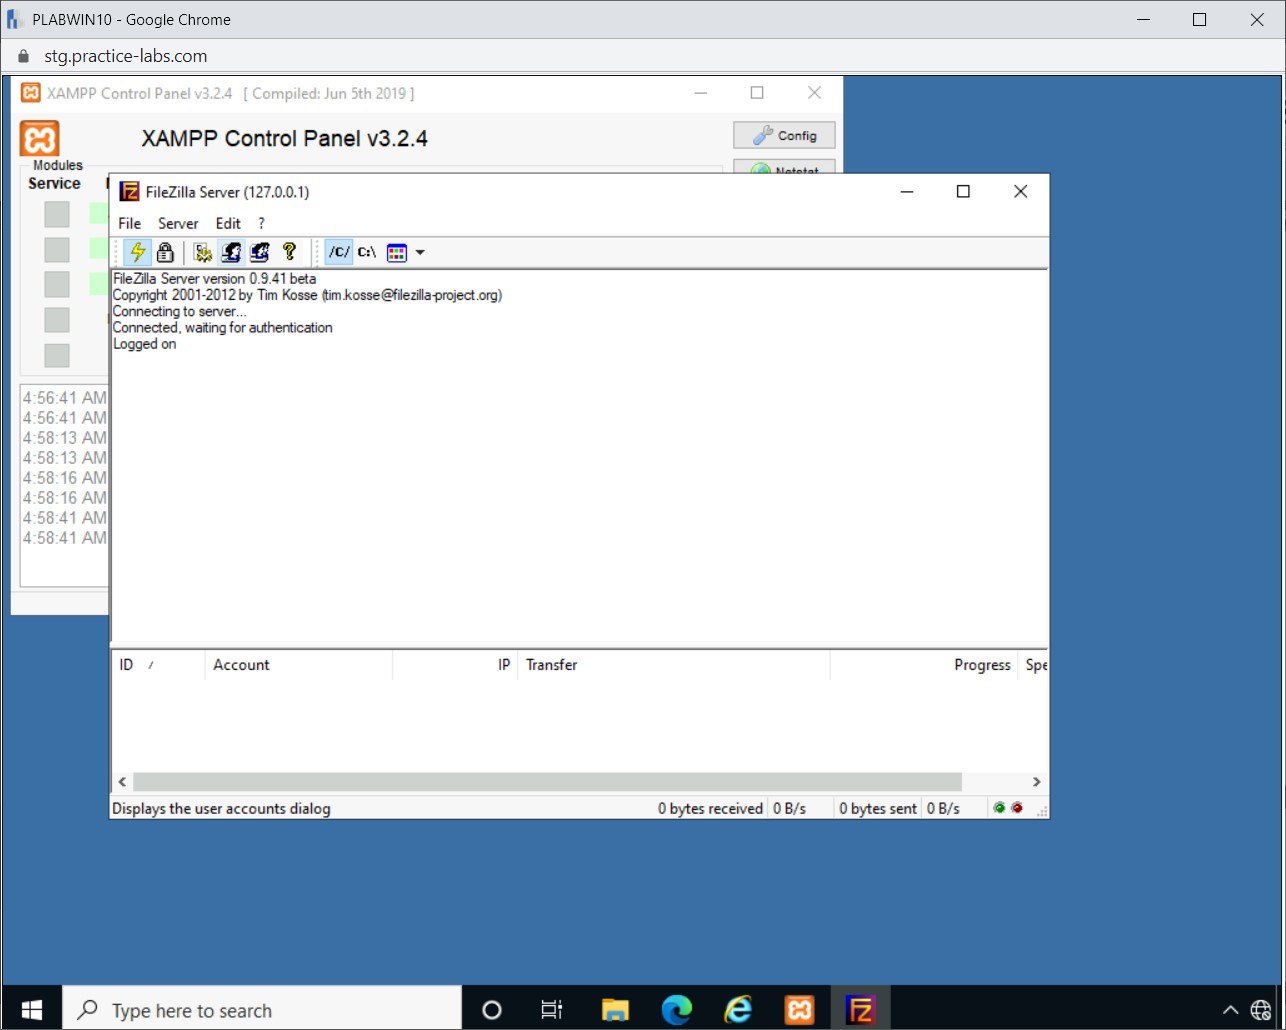 PLABWIN10 - Google Chrome
stg.practice-labs.com
XAMPP Control Panel v3.2.4 [ Compiled: Jun 5th 2019 ]
XAMPP Control Panel v3.2.4
Config
Modules
Service
Netstat
FileZilla Server (127.0.0.1)
File Server Edit ?
/C/ C:\
FileZilla Server version 0.9.41 beta
Copyright 2001-2012 by Tim Kosse (tim.kosse@filezilla-project.org)
Connecting to server...
Connected, waiting for authentication
Logged on
4:56:41 AM
4:56:41 AM
4:58:13 AM
4:58:13 AM
4:58:16 AM
4:58:16 AM
4:58:41 AM
4:58:41 AM
ID / Account IP Transfer Progress Spe
Displays the user accounts dialog 0 bytes received 0 B/s 0 bytes sent 0 B/s
Type here to search